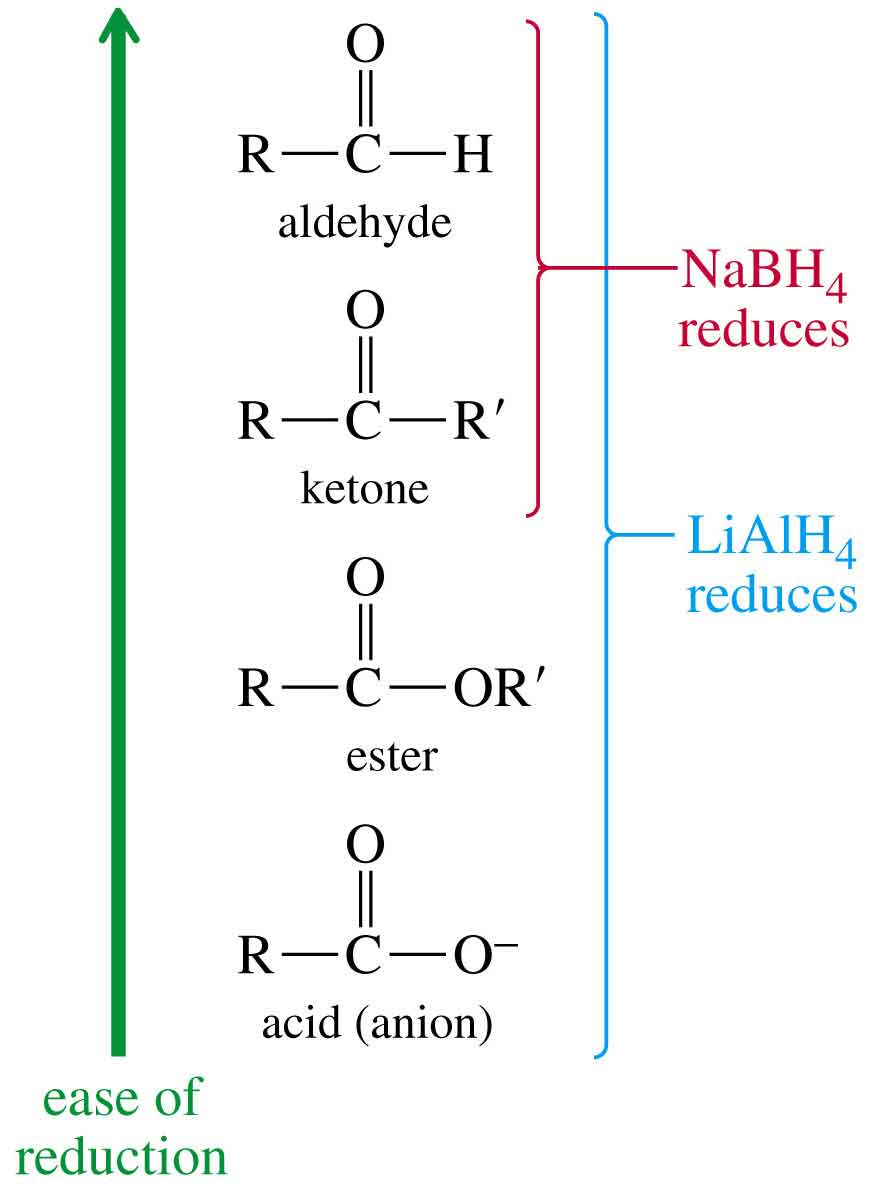 O
R—C—H
aldehyde
NaBH₄
reduces
O
R—C—R′
ketone
LiAlH₄
reduces
O
R—C—OR′
ester
O
R—C—O⁻
acid (anion)
ease of
reduction